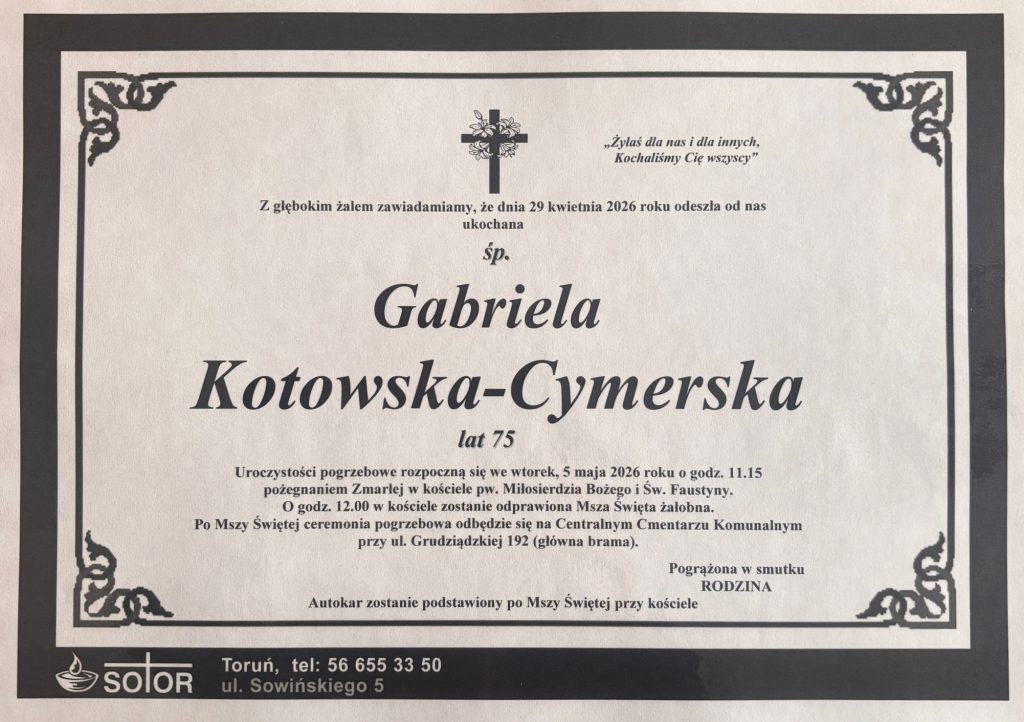 „Żyłaś dla nas i dla innych,
Kochaliśmy Cię wszyscy”
Z głębokim żalem zawiadamiamy, że dnia 29 kwietnia 2026 roku odeszła od nas
ukochana
śp.
Gabriela
Kotowska-Cymerska
lat 75
Uroczystości pogrzebowe rozpoczną się we wtorek, 5 maja 2026 roku o godz. 11.15
pożegnaniem Zmarłej w kościele pw. Miłosierdzia Bożego i Św. Faustyny.
O godz. 12.00 w kościele zostanie odprawiona Msza Święta żałobna.
Po Mszy Świętej ceremonia pogrzebowa odbędzie się na Centralnym Cmentarzu Komunalnym
przy ul. Grudziądzkiej 192 (główna brama).
Pogrążona w smutku
RODZINA
Autokar zostanie podstawiony po Mszy Świętej przy kościele
SOTOR
Toruń, tel: 56 655 33 50
ul. Sowińskiego 5